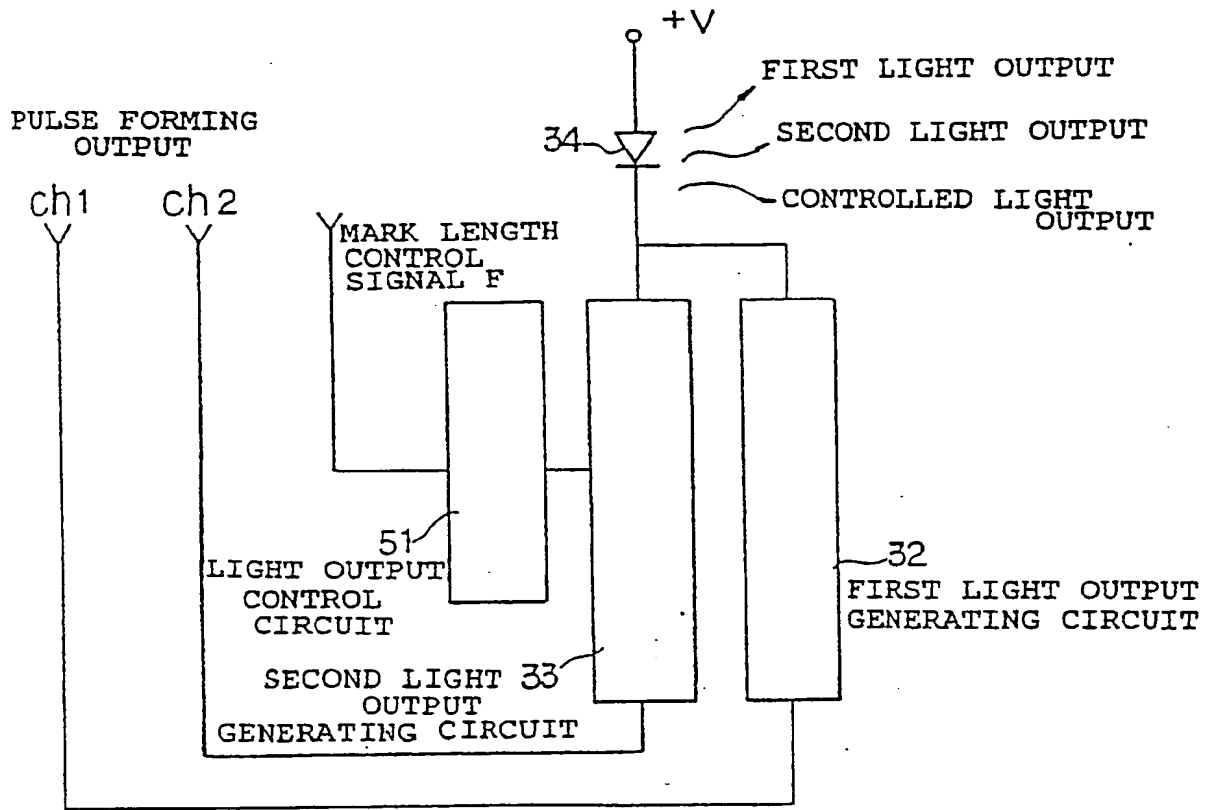 +V
FIRST LIGHT OUTPUT
PULSE FORMING
OUTPUT
34
SECOND LIGHT OUTPUT
Ch1
Ch2
CONTROLLED LIGHT
OUTPUT
MARK LENGTH
CONTROL
SIGNAL F
51
LIGHT OUTPUT
CONTROL
CIRCUIT
32
FIRST LIGHT OUTPUT
GENERATING CIRCUIT
SECOND LIGHT 33
OUTPUT
GENERATING CIRCUIT